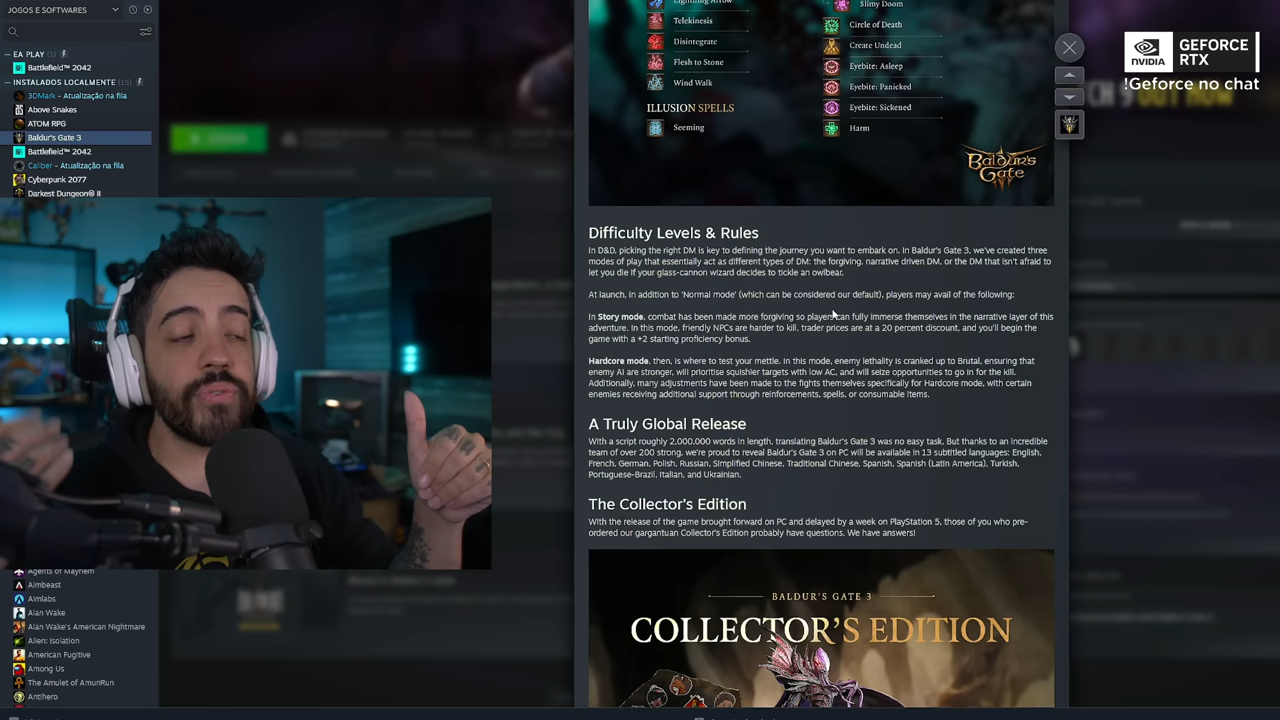 JOGOS E SOFTWARES
EA PLAY (1)
Battlefield™ 2042
INSTALADOS LOCALMENTE (15)
3DMark - Atualização na fila
Above Snakes
ATOM RPG
Baldur's Gate 3
Battlefield™ 2042
Caliber - Atualização na fila
Cyberpunk 2077
Darkest Dungeon® II
Agents of Mayhem
Aimbeast
Aimlabs
Alan Wake
Alan Wake's American Nightmare
Alien: Isolation
American Fugitive
Among Us
The Amulet of AmunRun
Antihero
Lightning Arrow
Telekinesis
Disintegrate
Flesh to Stone
Wind Walk
ILLUSION SPELLS
Seeming
Slimy Doom
Circle of Death
Create Undead
Eyebite: Asleep
Eyebite: Panicked
Eyebite: Sickened
Harm
BALDUR'S
GATE
Difficulty Levels & Rules
In D&D, picking the right DM is key to defining the journey you want to embark on. In Baldur's Gate 3, we've created three
modes of play that essentially act as different types of DM: the forgiving, narrative driven DM, or the DM that isn't afraid to
let you die if your glass-cannon wizard decides to tickle an owlbear.
At launch, in addition to 'Normal mode' (which can be considered our default), players may avail of the following:
In Story mode, combat has been made more forgiving so players can fully immerse themselves in the narrative layer of this
adventure. In this mode, friendly NPCs are harder to kill, trader prices are at a 20 percent discount, and you'll begin the
game with a +2 starting proficiency bonus.
Hardcore mode, then, is where to test your mettle. In this mode, enemy lethality is cranked up to Brutal, ensuring that
enemy AI are stronger, will prioritise squishier targets with low AC, and will seize opportunities to go in for the kill.
Additionally, many adjustments have been made to the fights themselves specifically for Hardcore mode, with certain
enemies receiving additional support through reinforcements, spells, or consumable items.
A Truly Global Release
With a script roughly 2,000,000 words in length, translating Baldur's Gate 3 was no easy task. But thanks to an incredible
team of over 200 strong, we're proud to reveal Baldur's Gate 3 on PC will be available in 13 subtitled languages: English,
French, German, Polish, Russian, Simplified Chinese, Traditional Chinese, Spanish, Spanish (Latin America), Turkish,
Portuguese-Brazil, Italian, and Ukrainian.
The Collector's Edition
With the release of the game brought forward on PC and delayed by a week on PlayStation 5, those of you who pre-
ordered our gargantuan Collector's Edition probably have questions. We have answers!
BALDUR'S GATE 3
COLLECTOR'S EDITION
NVIDIA
GEFORCE
RTX
!Geforce no chat
OUT NOW